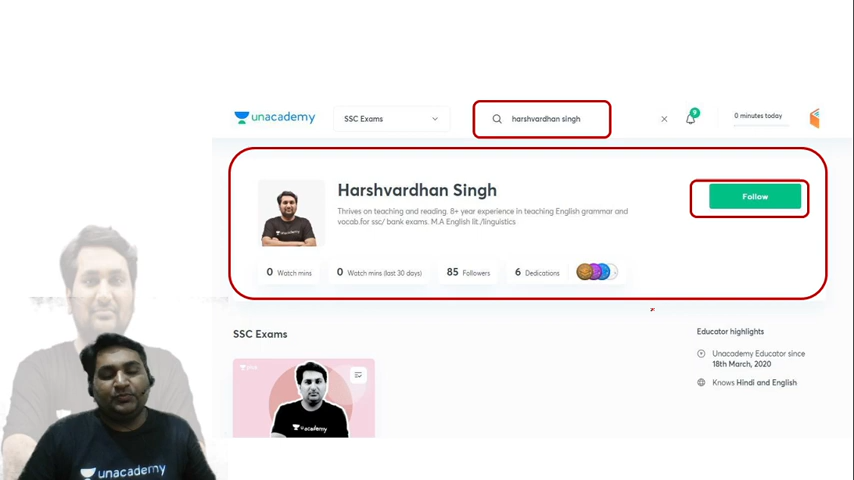 unacademy
SSC Exams
harshvardhan singh
9
0 minutes today
Harshvardhan Singh
Thrives on teaching and reading. 8+ year experience in teaching English grammar and
vocab.for ssc/ bank exams. M.A English lit./linguistics
Follow
unacademy
0 Watch mins
0 Watch mins (last 30 days)
85 Followers
6 Dedications
SSC Exams
Educator highlights
Unacademy Educator since
18th March, 2020
Knows Hindi and English
unacademy
unacademy